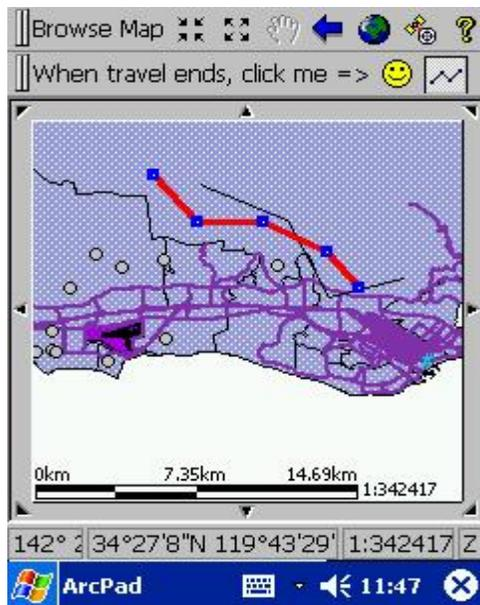 Browse Map
When travel ends, click me =>
0km 7.35km 14.69km
1:342417
142° 2 34°27'8"N 119°43'29' 1:342417 Z
ArcPad 11:47